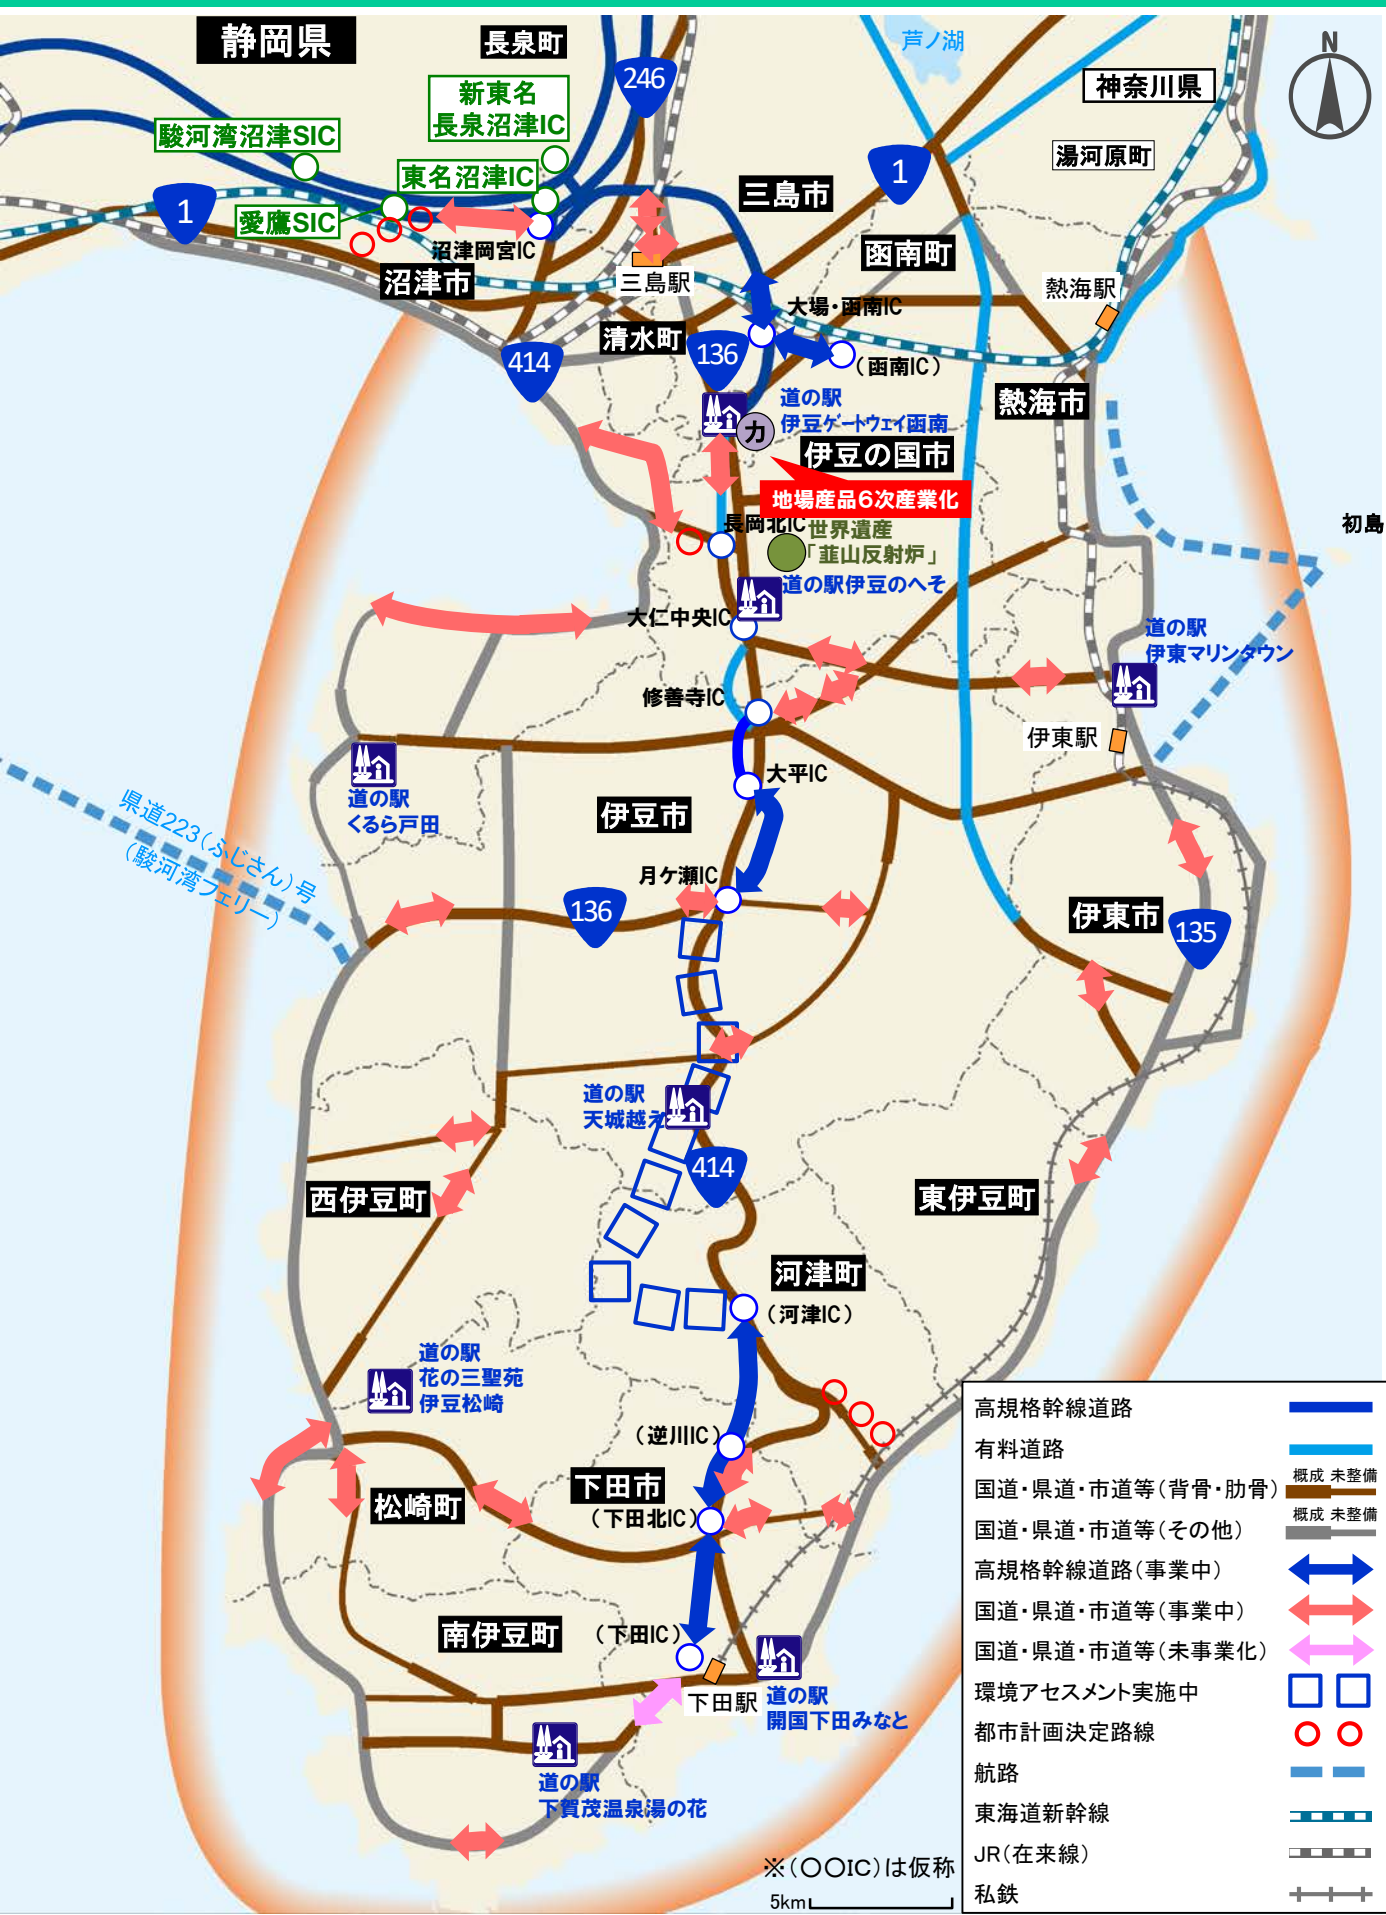 静岡県
長泉町
芦ノ湖
N
246
神奈川県
新東名
長泉沼津IC
駿河湾沼津SIC
湯河原町
東名沼津IC
1
三島市
1
愛鷹SIC
沼津岡宮IC
函南町
沼津市
三島駅
熱海駅
大場・函南IC
清水町
136
414
(函南IC)
熱海市
道の駅
伊豆ゲートウェイ函南
カ
伊豆の国市
地場産品6次産業化
長岡北IC
世界遺産
「韮山反射炉」
初島
道の駅伊豆のへそ
大仁中央IC
道の駅
伊東マリンタウン
修善寺IC
伊東駅
大平IC
道の駅
くるら戸田
伊豆市
県道223(ふじさん)号
(駿河湾フェリー)
月ケ瀬IC
136
伊東市
135
道の駅
天城越え
414
西伊豆町
東伊豆町
河津町
(河津IC)
道の駅
花の三聖苑
伊豆松崎
(逆川IC)
下田市
松崎町
(下田北IC)
南伊豆町
(下田IC)
下田駅
道の駅
開国下田みなと
道の駅
下賀茂温泉湯の花
高規格幹線道路
有料道路
国道・県道・市道等(背骨・肋骨) 概成 未整備
国道・県道・市道等(その他) 概成 未整備
高規格幹線道路(事業中)
国道・県道・市道等(事業中)
国道・県道・市道等(未事業化)
環境アセスメント実施中
都市計画決定路線
航路
東海道新幹線
JR(在来線)
私鉄
※(〇〇IC)は仮称
5km